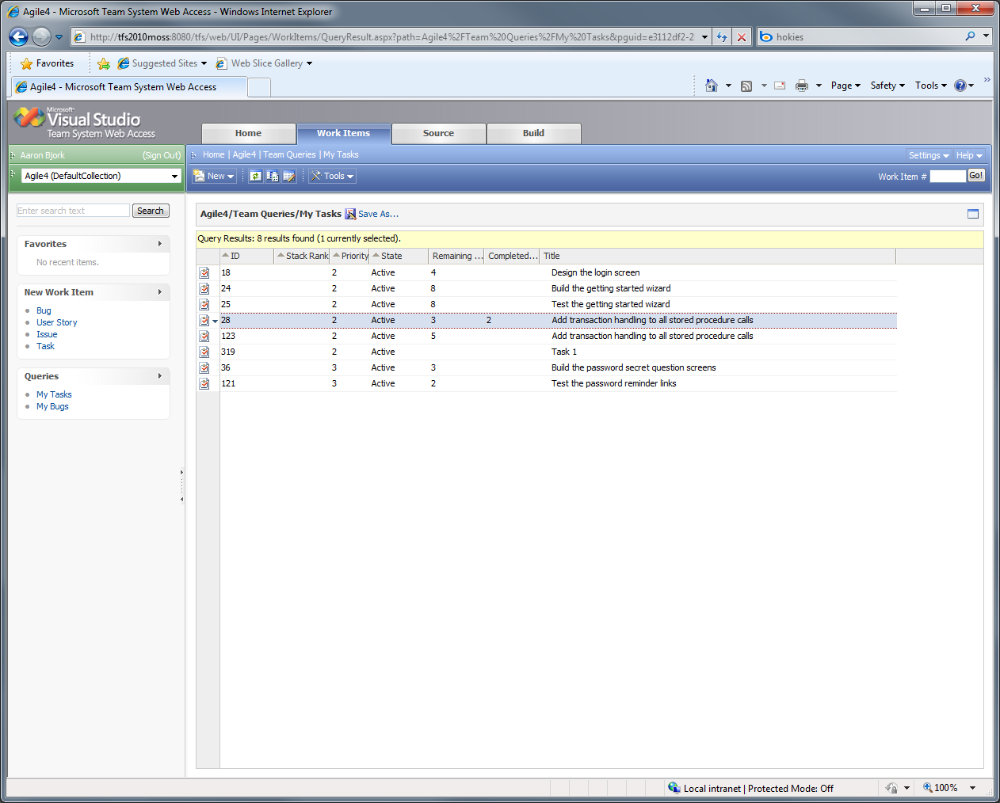 Agile4 - Microsoft Team System Web Access - Windows Internet Explorer
http://tfs2010moss:8080/tfs/web/UI/Pages/WorkItems/QueryResult.aspx?path=Agile4%2FTeam%20Queries%2FMy%20Tasks&pguid=e3112df2-2
hokies
Favorites Suggested Sites Web Slice Gallery
Agile4 - Microsoft Team System Web Access
Page Safety Tools
Microsoft
Visual Studio
Team System Web Access
Home Work Items Source Build
Aaron Bjork (Sign Out)
Home | Agile4 | Team Queries | My Tasks
Settings Help
Agile4 (DefaultCollection)
New Tools
Work Item # Go!
Enter search text Search
Agile4/Team Queries/My Tasks Save As...
Favorites
No recent items.
New Work Item
Bug
User Story
Issue
Task
Queries
My Tasks
My Bugs
Query Results: 8 results found (1 currently selected).
ID Stack Rank Priority State Remaining ... Completed... Title
18 2 Active 4 Design the login screen
24 2 Active 8 Build the getting started wizard
25 2 Active 8 Test the getting started wizard
28 2 Active 3 2 Add transaction handling to all stored procedure calls
123 2 Active 5 Add transaction handling to all stored procedure calls
319 2 Active Task 1
36 3 Active 3 Build the password secret question screens
121 3 Active 2 Test the password reminder links
Local intranet | Protected Mode: Off
100%